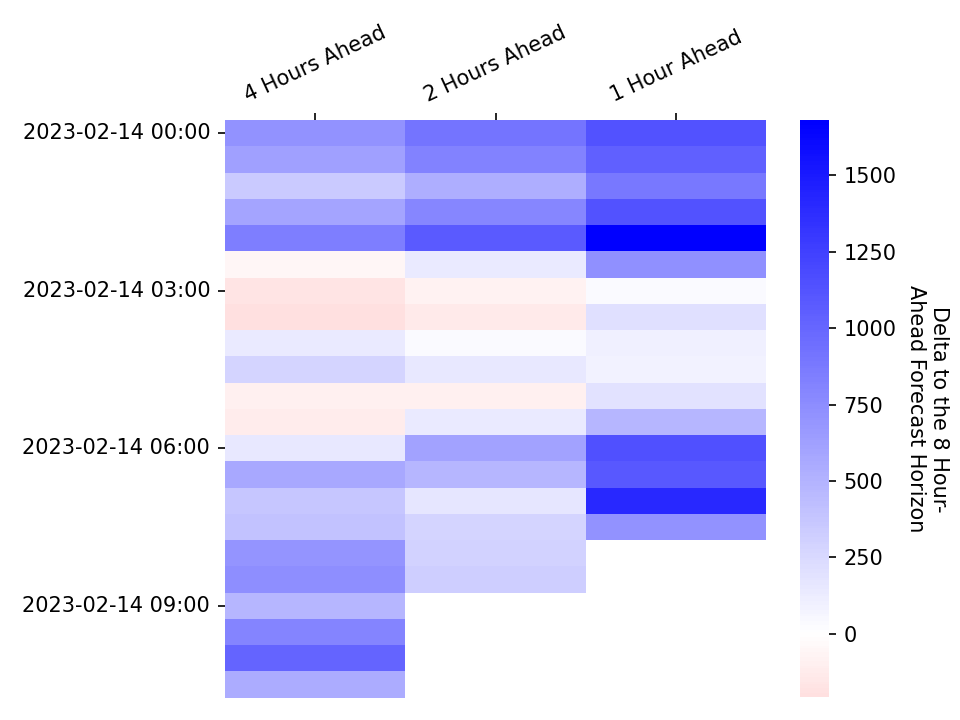 4 Hours Ahead
2 Hours Ahead
1 Hour Ahead
2023-02-14 00:00
2023-02-14 03:00
2023-02-14 06:00
2023-02-14 09:00
1500
1250
1000
750
500
250
0
Delta to the 8 Hour-
Ahead Forecast Horizon